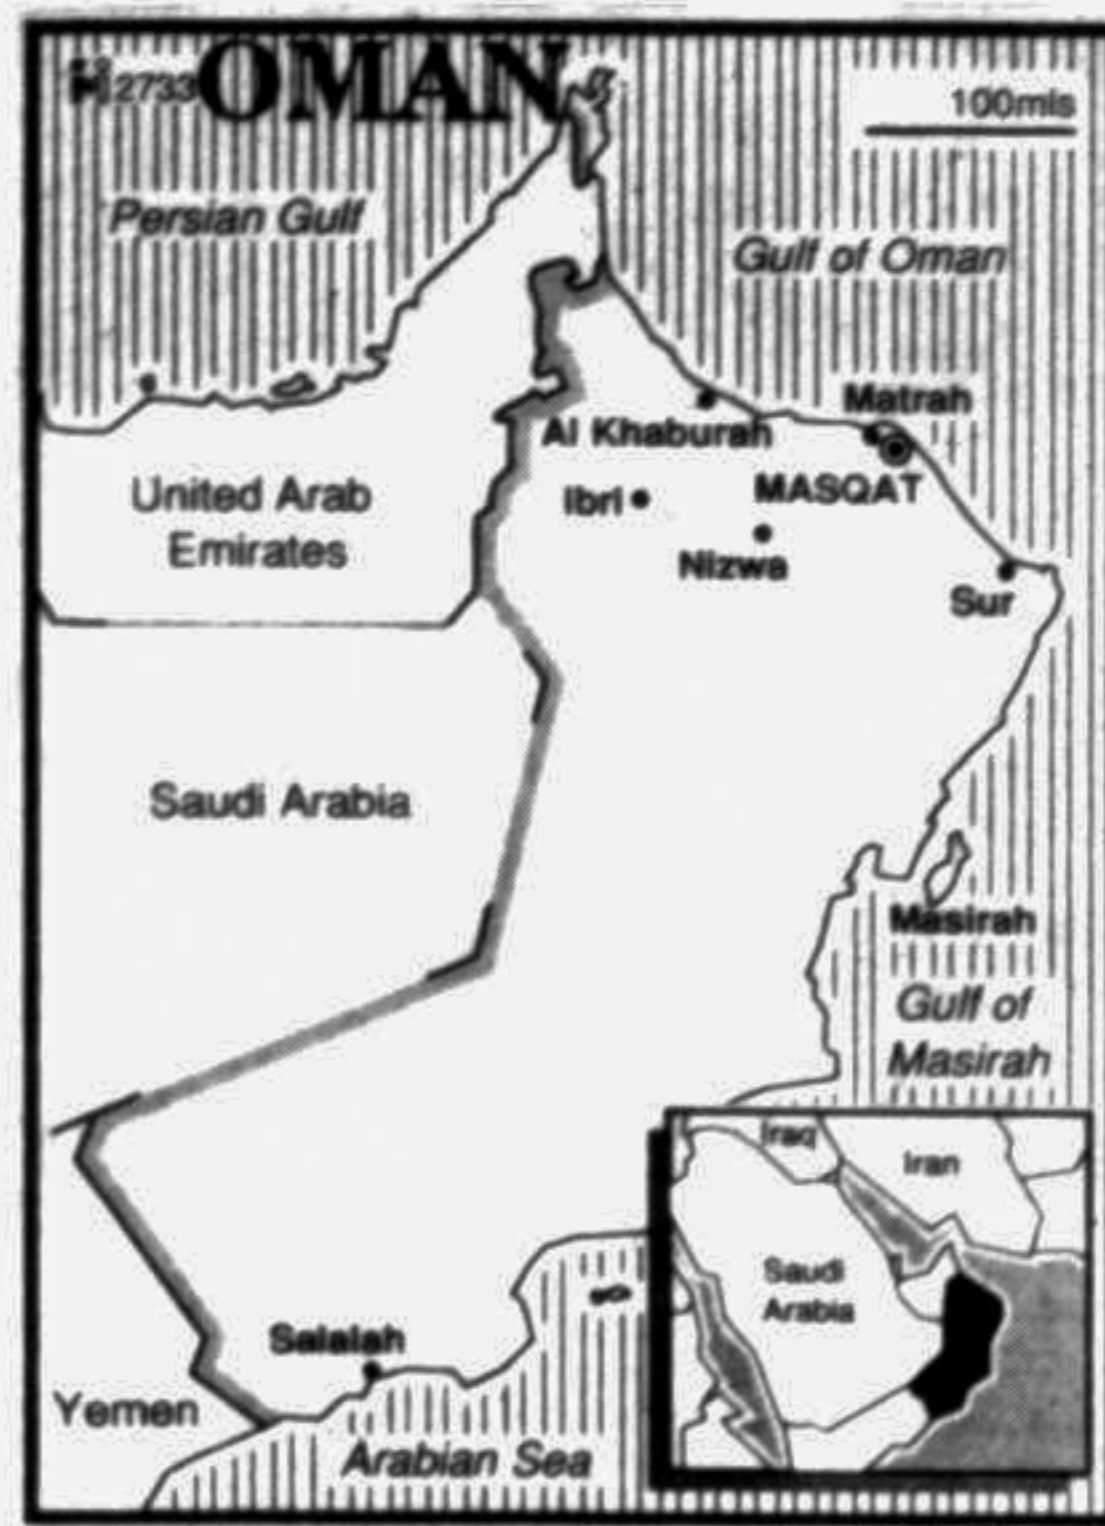 OMAN
2733
100mls
Persian Gulf
Gulf of Oman
Matrah
Al Khaburah
MASQAT
Ibri
Nizwa
Sur
United Arab
Emirates
Saudi Arabia
Masirah
Gulf of
Masirah
Iraq
Iran
Saudi
Arabia
Salalah
Yemen
Arabian Sea